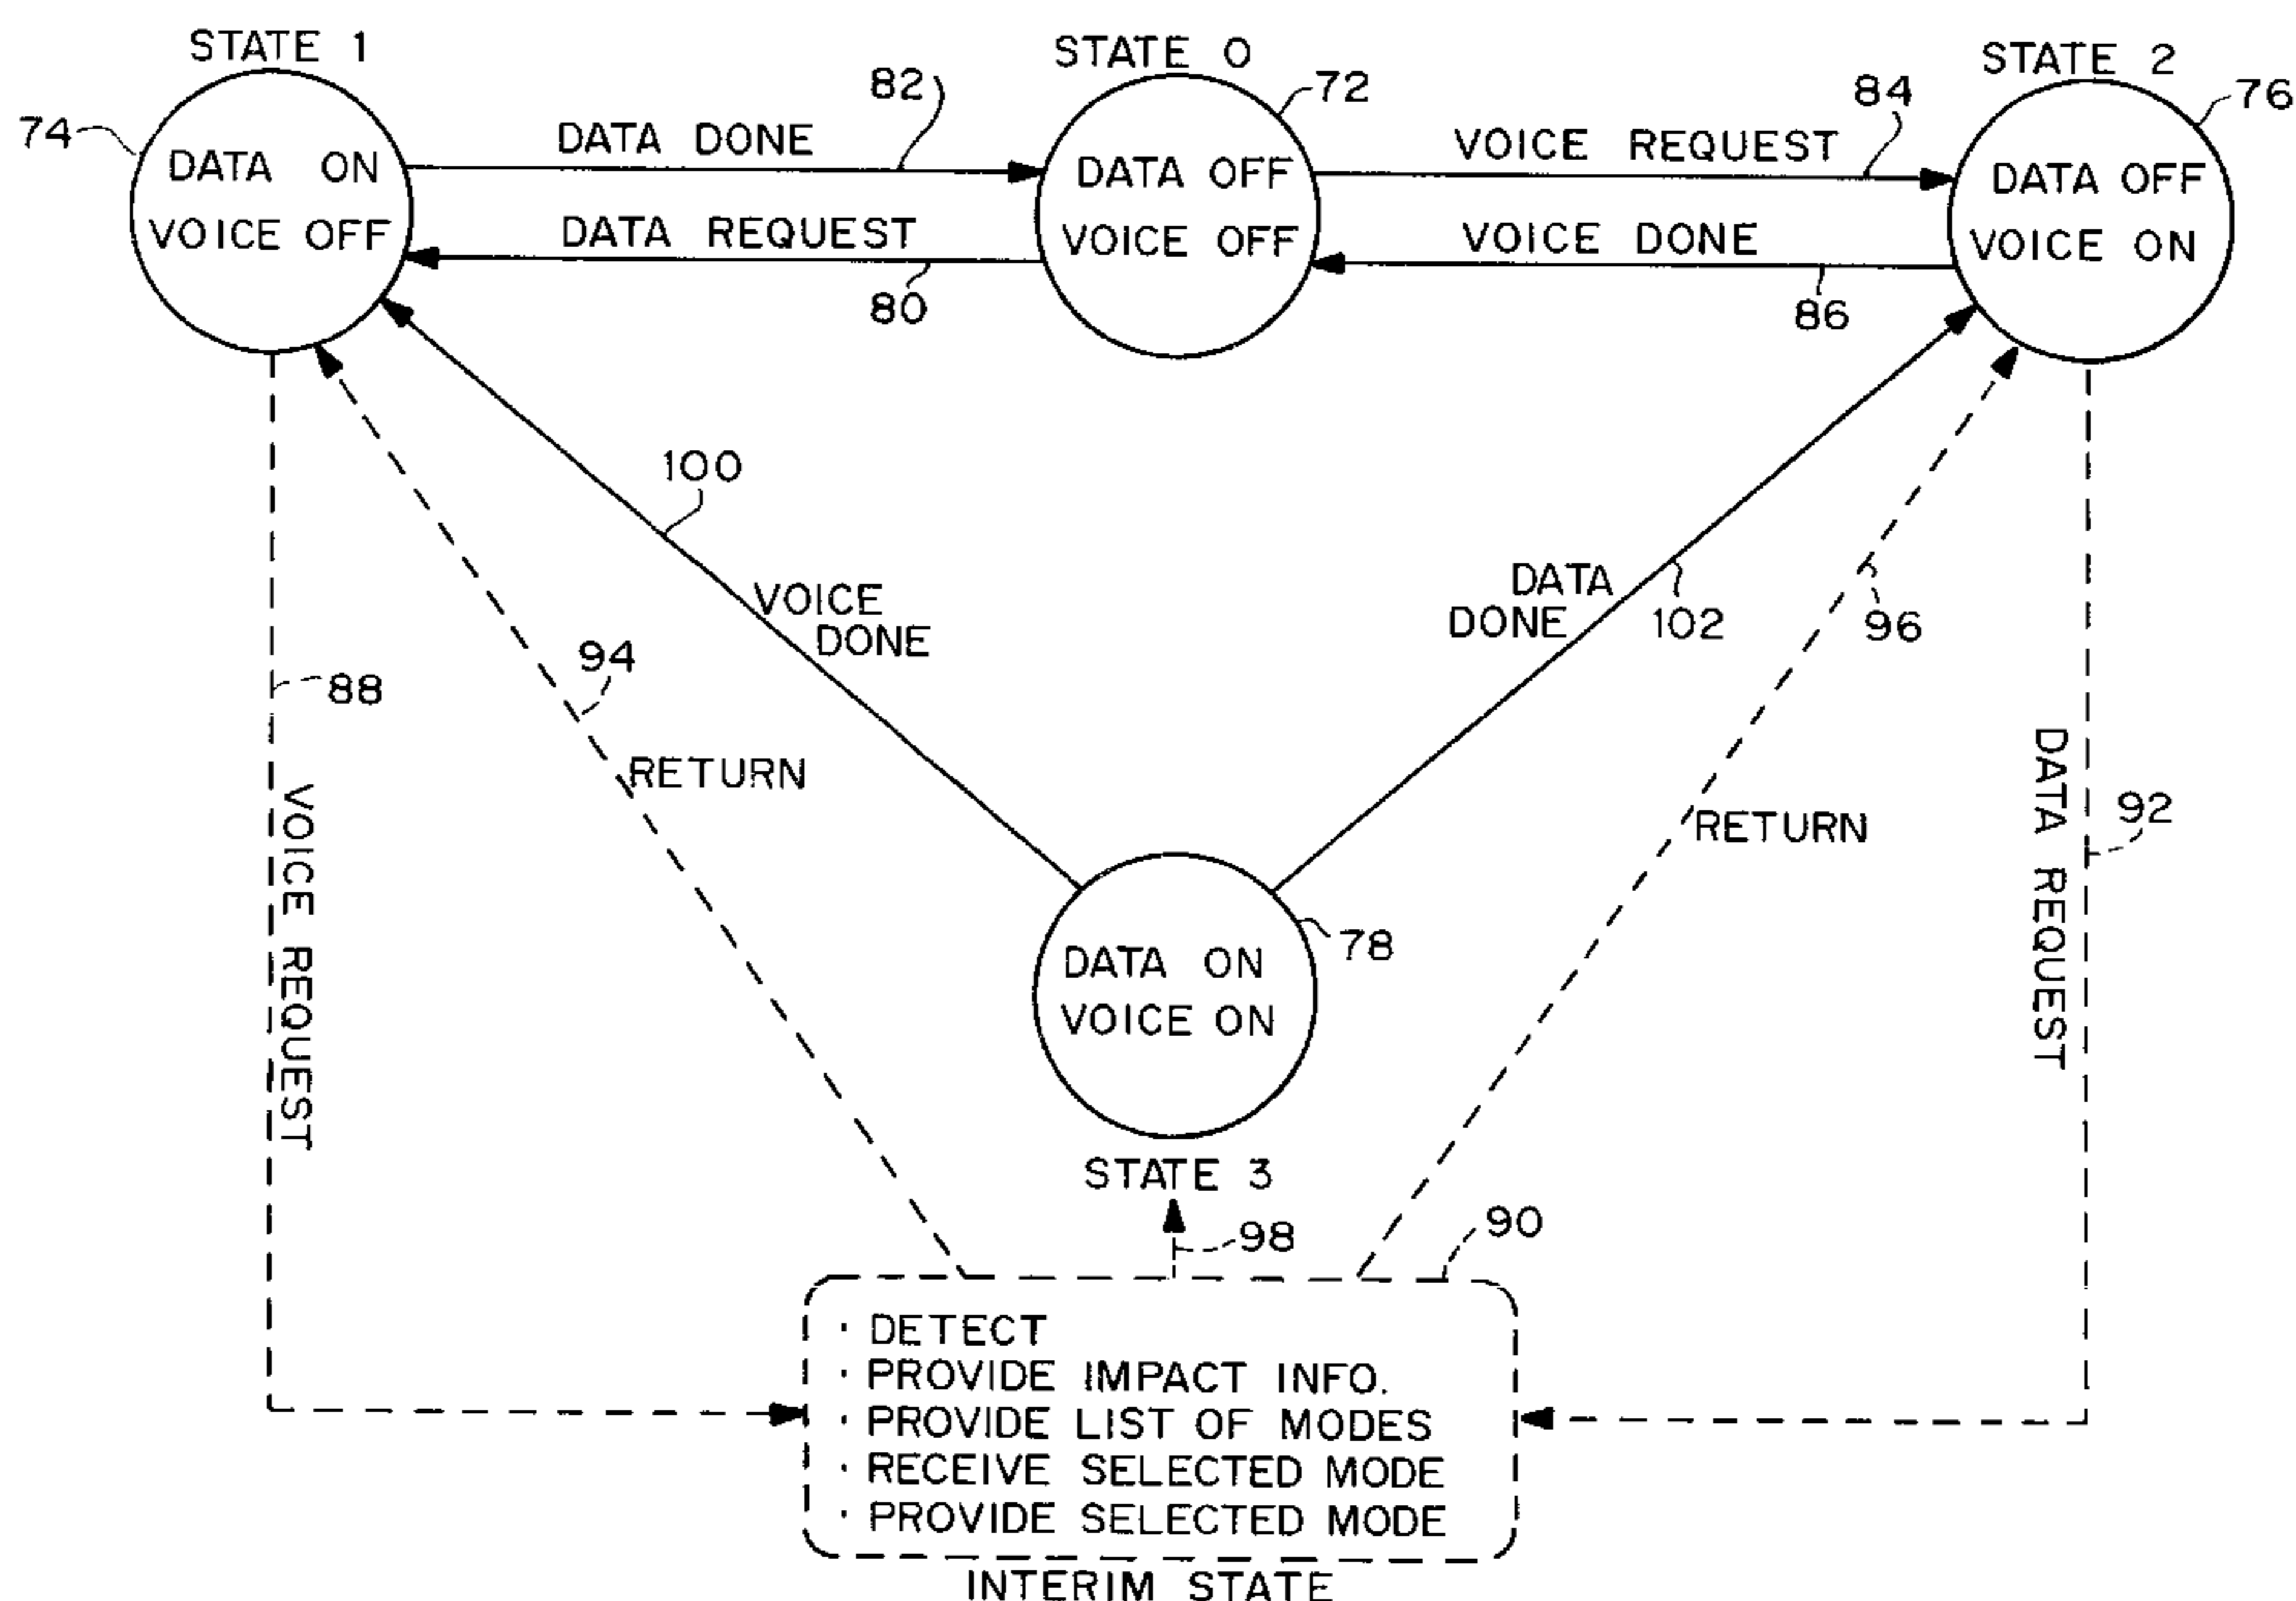 STATE 1
STATE 0
STATE 2
74
82
72
84
76
DATA ON
VOICE OFF
DATA DONE
DATA REQUEST
80
DATA OFF
VOICE OFF
VOICE REQUEST
VOICE DONE
86
DATA OFF
VOICE ON
100
VOICE
DONE
DATA
DONE
102
96
94
88
RETURN
RETURN
VOICE REQUEST
DATA REQUEST
92
78
DATA ON
VOICE ON
STATE 3
98
90
· DETECT
· PROVIDE IMPACT INFO.
· PROVIDE LIST OF MODES
· RECEIVE SELECTED MODE
· PROVIDE SELECTED MODE
INTERIM STATE